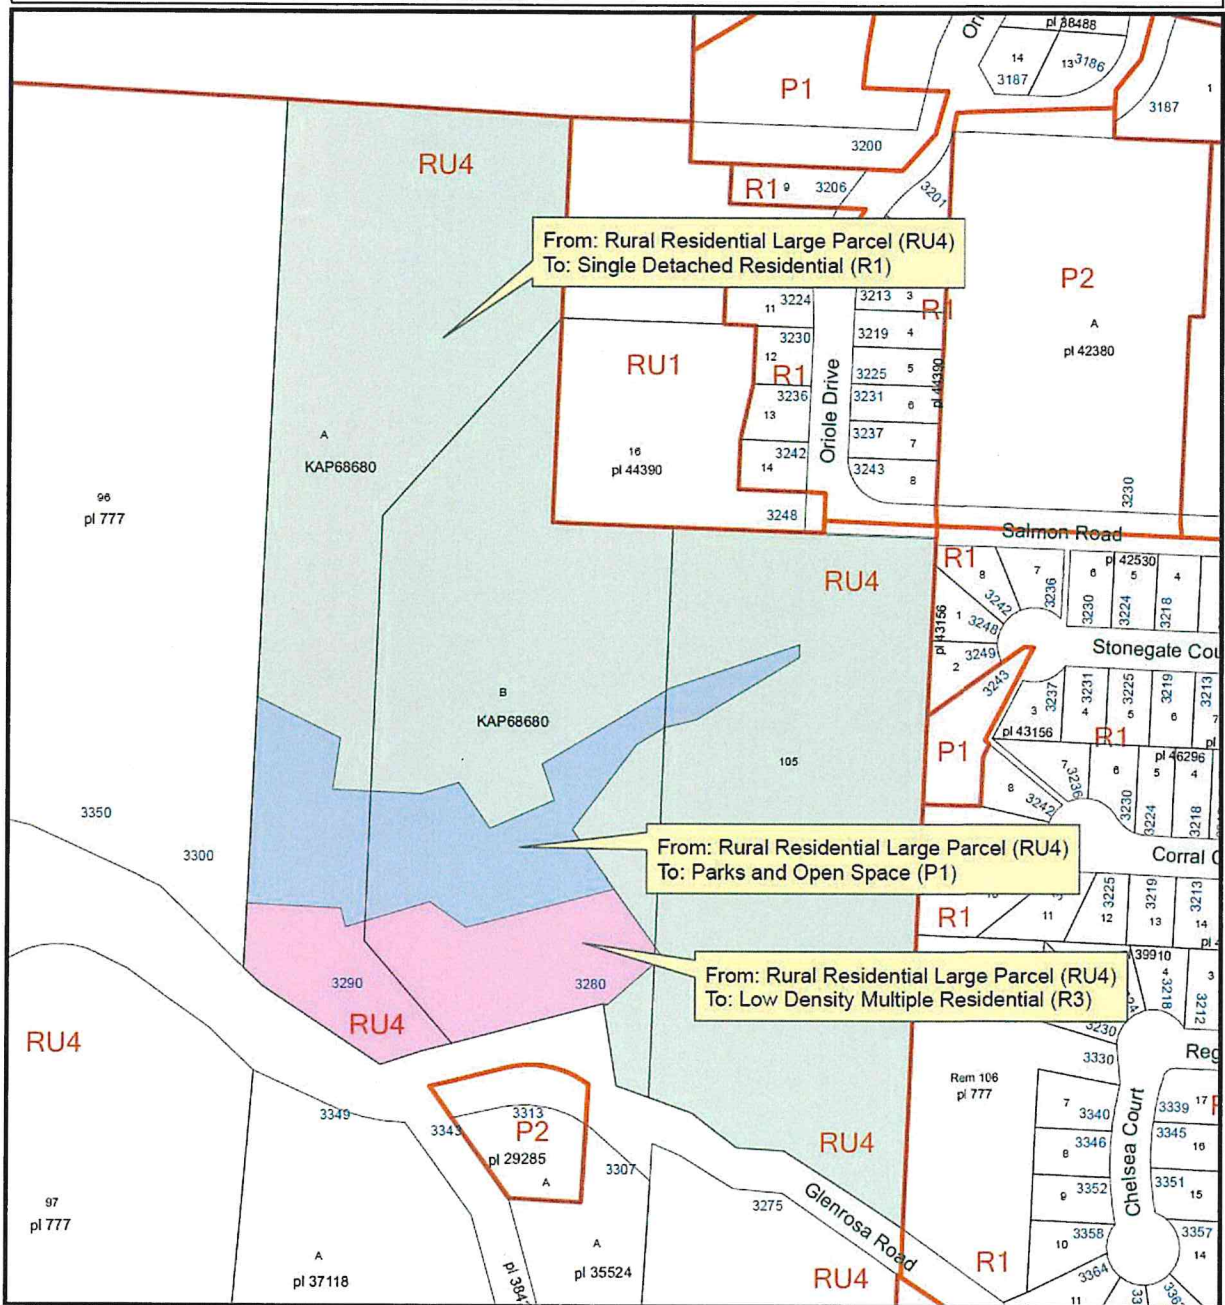 pl 38488
14
3187
13
3186
1
3187
P1
3200
RU4
R1
9
3206
3201
From: Rural Residential Large Parcel (RU4)
To: Single Detached Residential (R1)
P2
11
3224
3213
3
R1
3230
12
3219
4
A
pl 42380
RU1
R1
3225
5
pl 44390
3236
13
3231
6
Oriole Drive
A
KAP68680
16
pl 44390
3242
14
3237
7
3243
8
96
pl 777
3248
3230
Salmon Road
RU4
R1
8
7
pl 42530
6
5
4
3242
3236
3230
3224
3218
pl 43156
1
3248
Stonegate Cou
2
3249
3243
B
KAP68680
3237
3231
3225
3219
3213
3
4
5
6
7
pl 43156
R1
pl
P1
pl 46296
105
7
3236
6
5
4
8
3242
3230
3224
3218
3350
3300
From: Rural Residential Large Parcel (RU4)
To: Parks and Open Space (P1)
Corral C
R1
11
3225
12
3219
13
3213
14
pl 4
39910
From: Rural Residential Large Parcel (RU4)
To: Low Density Multiple Residential (R3)
4
3218
3
3212
3290
3280
RU4
RU4
3230
3330
Reg
Rem 106
pl 777
7
3340
3339
17
3349
3343
3313
P2
pl 29285
A
3307
RU4
8
3346
3345
16
Chelsea Court
9
3352
3351
15
97
pl 777
3275
Glenrosa Road
10
3358
3357
14
A
pl 37118
A
pl 35524
RU4
R1
3364
11